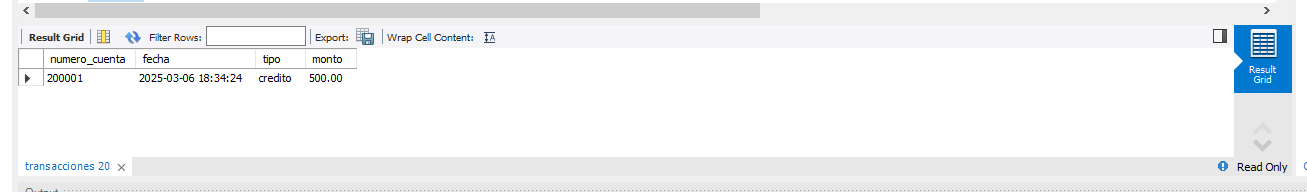 Result Grid Filter Rows: Export: Wrap Cell Content:
numero_cuenta fecha tipo monto
200001 2025-03-06 18:34:24 credito 500.00
Result
Grid
transacciones 20
Read Only
Output